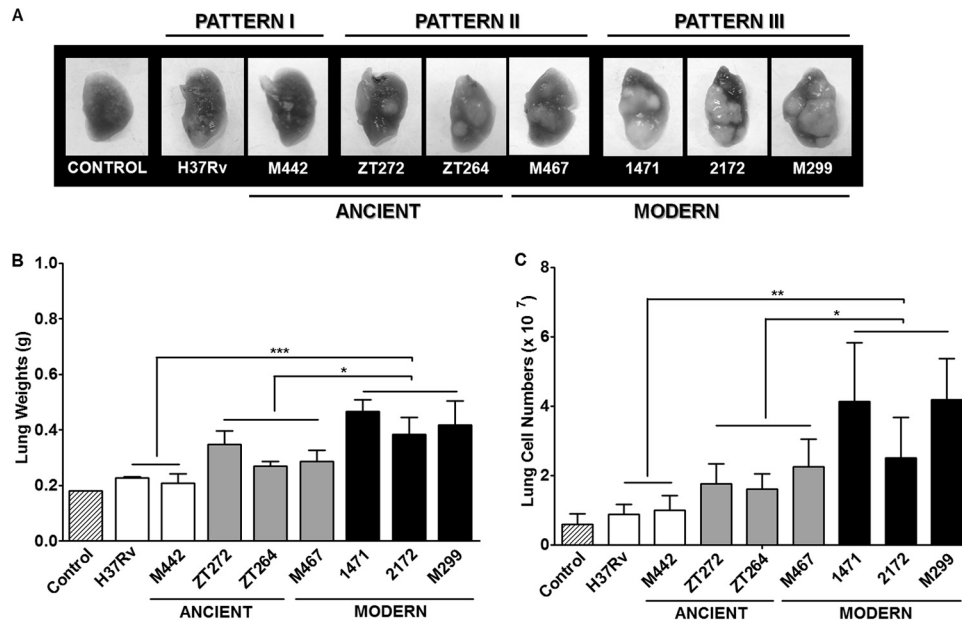 A
PATTERN I PATTERN II PATTERN III
CONTROL H37Rv M442 ZT272 ZT264 M467 1471 2172 M299
ANCIENT MODERN
B
Lung Weights (g)
1.0
0.8
0.6
0.4
0.2
0.0
***
*
Control H37Rv M442 ZT272 ZT264 M467 1471 2172 M299
ANCIENT MODERN
C
Lung Cell Numbers (x 10 7)
8
6
4
2
0
**
*
Control H37Rv M442 ZT272 ZT264 M467 1471 2172 M299
ANCIENT MODERN